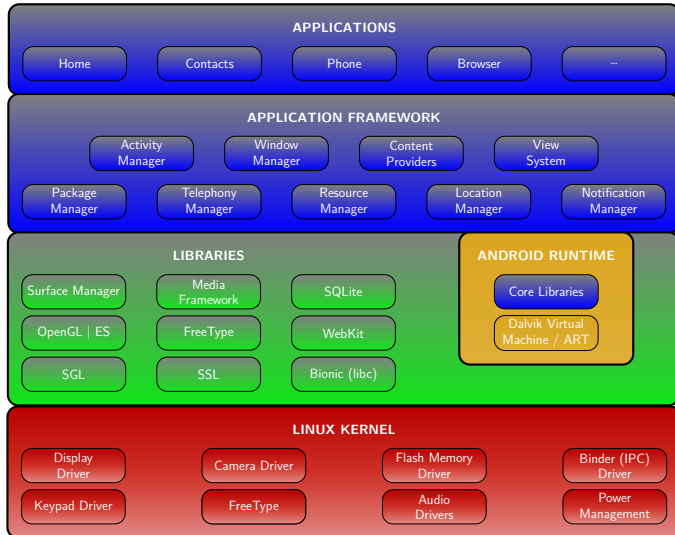 APPLICATIONS
Home
Contacts
Phone
Browser
...
APPLICATION FRAMEWORK
Activity
Manager
Window
Manager
Content
Providers
View
System
Package
Manager
Telephony
Manager
Resource
Manager
Location
Manager
Notification
Manager
LIBRARIES
Surface Manager
Media
Framework
SQLite
OpenGL | ES
FreeType
WebKit
SGL
SSL
Bionic (libc)
ANDROID RUNTIME
Core Libraries
Dalvik Virtual
Machine / ART
LINUX KERNEL
Display
Driver
Camera Driver
Flash Memory
Driver
Binder (IPC)
Driver
Keypad Driver
FreeType
Audio
Drivers
Power
Management